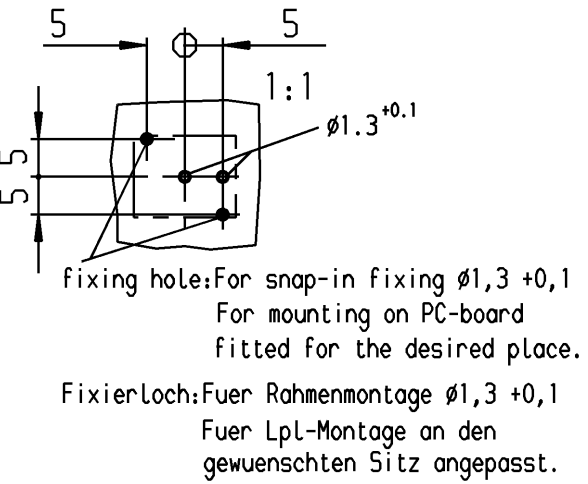 5 5
1:1
ø1.3+0.1
5
5
fixing hole:For snap-in fixing ø1,3 +0,1
For mounting on PC-board
fitted for the desired place.
Fixierloch:Fuer Rahmenmontage ø1,3 +0,1
Fuer Lpl-Montage an den
gewuenschten Sitz angepasst.